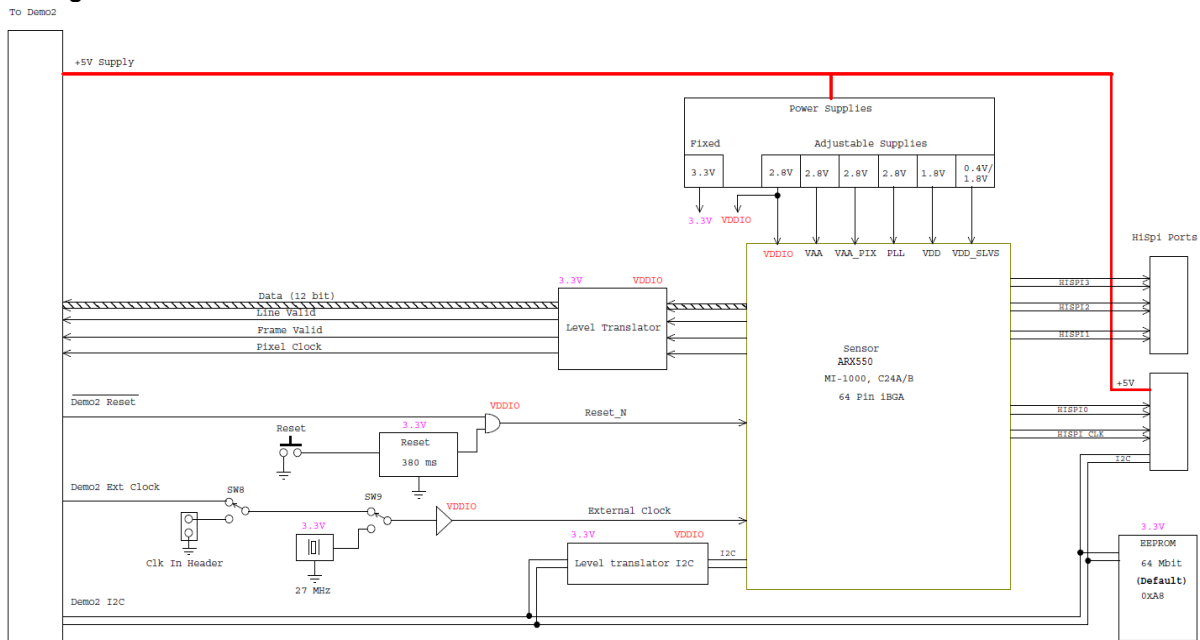 To Demo2
+5V Supply
Power Supplies
Fixed
Adjustable Supplies
3.3V
2.8V
2.8V
2.8V
2.8V
1.8V
0.4V/
1.8V
3.3V
VDDIO
HiSpi Ports
VDDIO
VAA
VAA_PIX
PLL
VDD
VDD_SLVS
3.3V
VDDIO
HISPI3
Data (12 bit)
HISPI2
Line Valid
Level Translator
Frame Valid
HISPI1
Pixel Clock
Sensor
ARX550
MI-1000, C24A/B
64 Pin iBGA
+5V
Demo2 Reset
VDDIO
Reset_N
HISPI0
Reset
3.3V
Reset
380 ms
HISPI CLK
I2C
Demo2 Ext Clock
SW8
SW9
VDDIO
External Clock
3.3V
3.3V
VDDIO
3.3V
EEPROM
64 Mbit
(Default)
0xA8
I2C
Clk In Header
Level translator I2C
27 MHz
Demo2 I2C